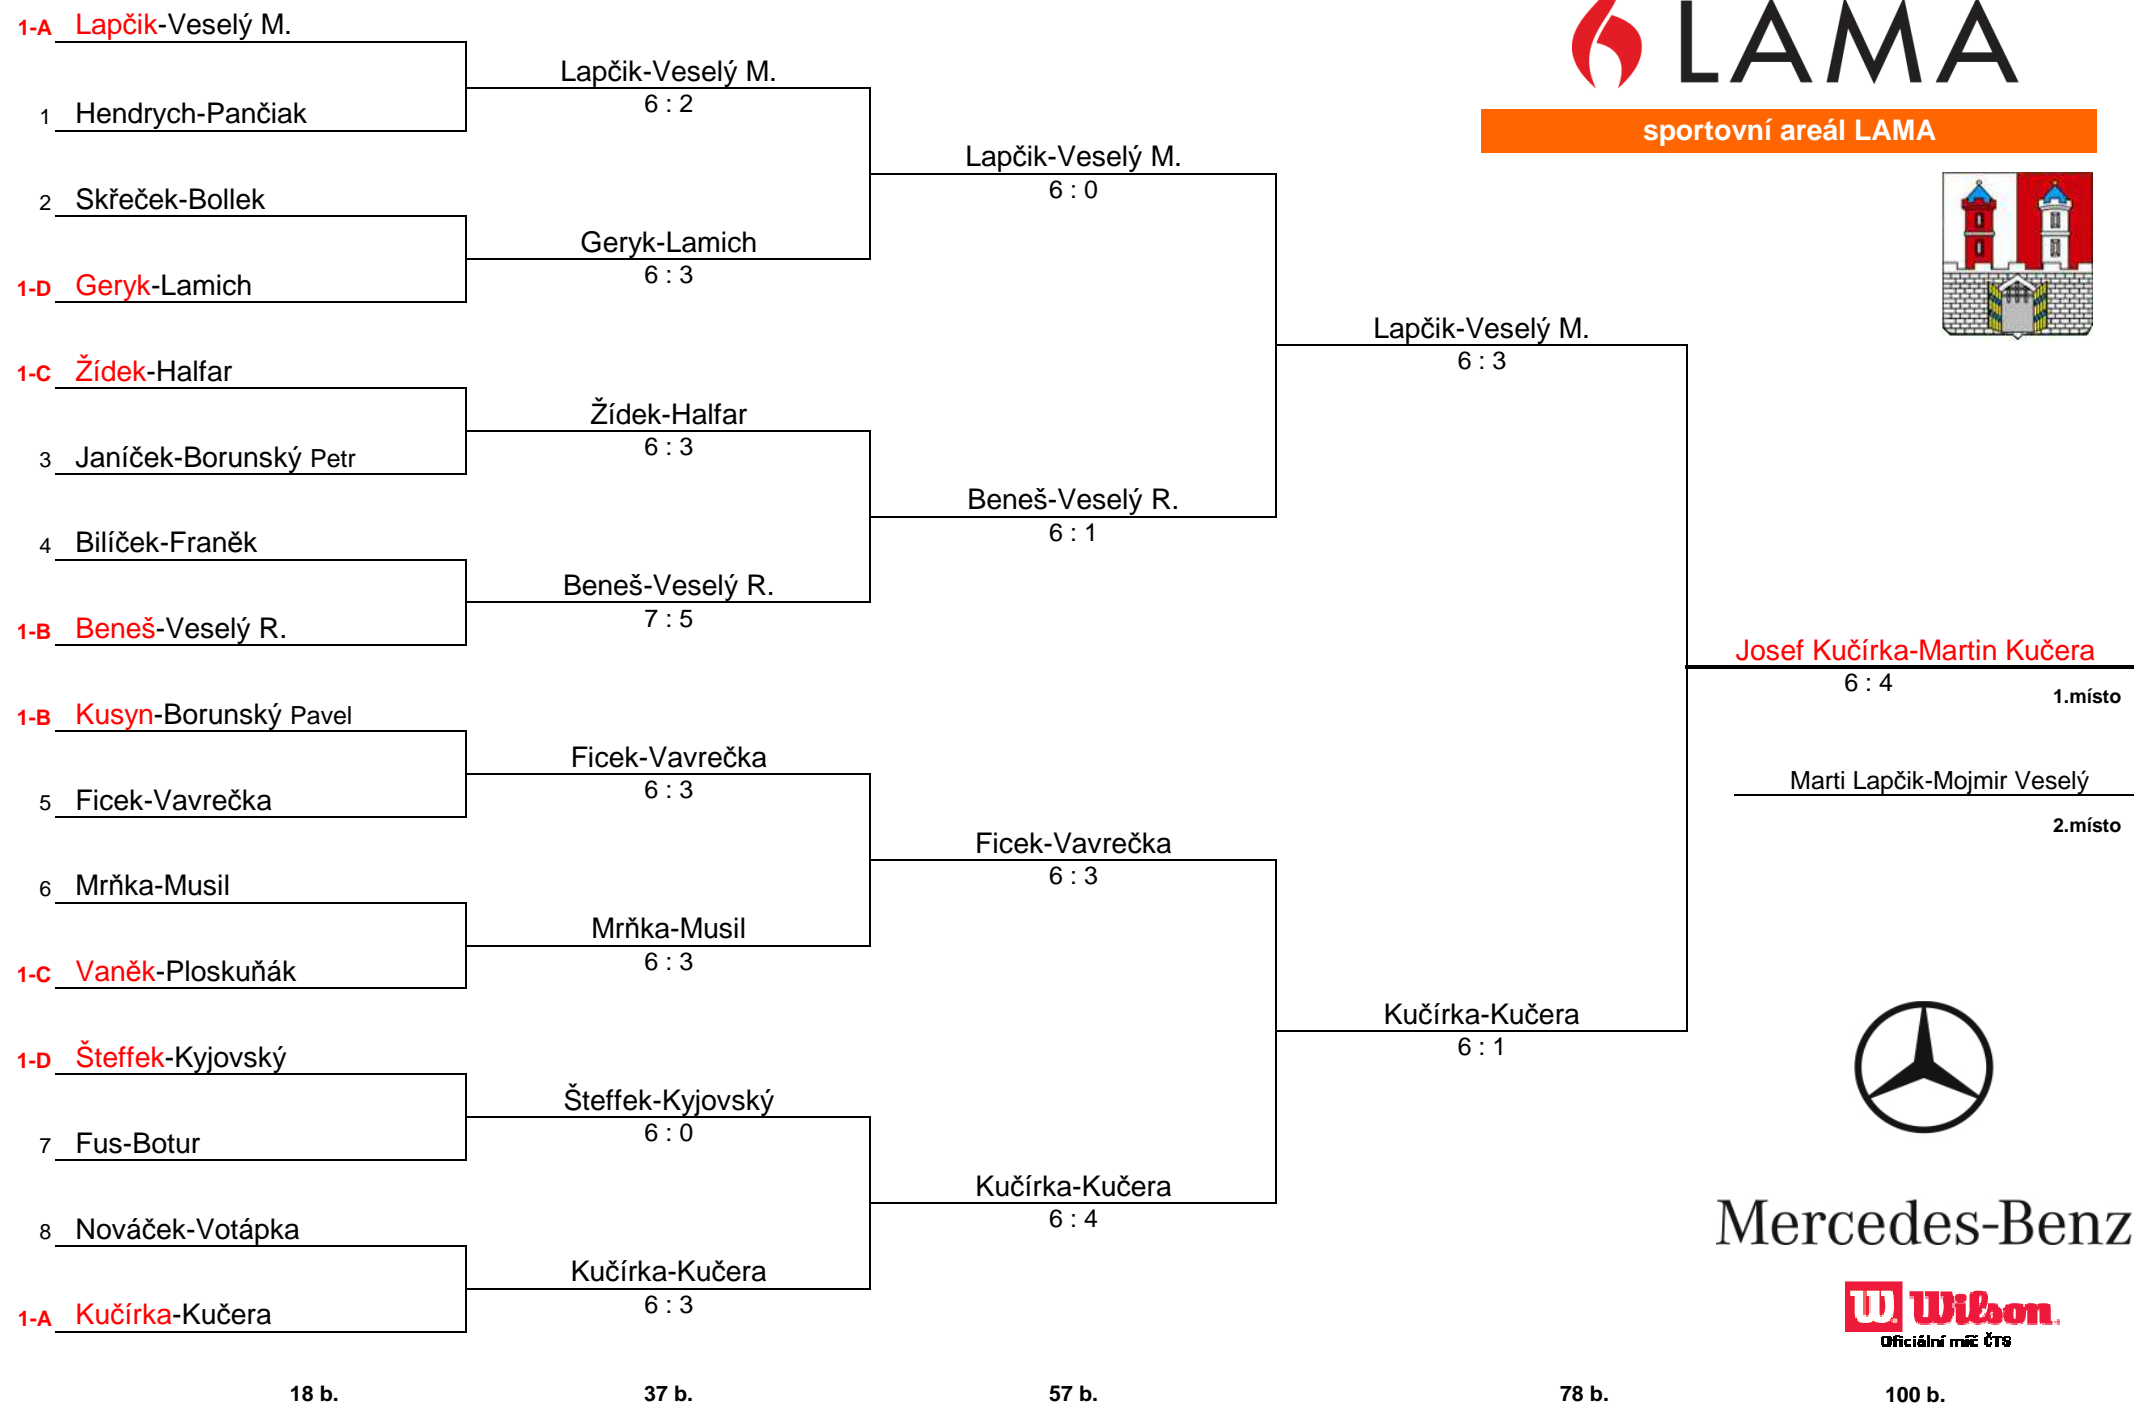 LAMA
sportovní areál LAMA
1-A Lapčik-Veselý M.
1 Hendrych-Pančiak
2 Skřeček-Bollek
1-D Geryk-Lamich
1-C Žídek-Halfar
3 Janíček-Borunský Petr
4 Bilíček-Franěk
1-B Beneš-Veselý R.
1-B Kusyn-Borunský Pavel
5 Ficek-Vavrečka
6 Mrňka-Musil
1-C Vaněk-Ploskuňák
1-D Šteffek-Kyjovský
7 Fus-Botur
8 Nováček-Votápka
1-A Kučírka-Kučera
18 b.
Lapčik-Veselý M.
6 : 2
Geryk-Lamich
6 : 3
Žídek-Halfar
6 : 3
Beneš-Veselý R.
7 : 5
Ficek-Vavrečka
6 : 3
Mrňka-Musil
6 : 3
Šteffek-Kyjovský
6 : 0
Kučírka-Kučera
6 : 3
37 b.
Lapčik-Veselý M.
6 : 0
Beneš-Veselý R.
6 : 1
Ficek-Vavrečka
6 : 3
Kučírka-Kučera
6 : 4
57 b.
Lapčik-Veselý M.
6 : 3
Kučírka-Kučera
6 : 1
78 b.
Josef Kučírka-Martin Kučera
6 : 4
1.místo
Marti Lapčik-Mojmir Veselý
2.místo
Mercedes-Benz
W Wilson.
Oficiální míč ČTS
100 b.